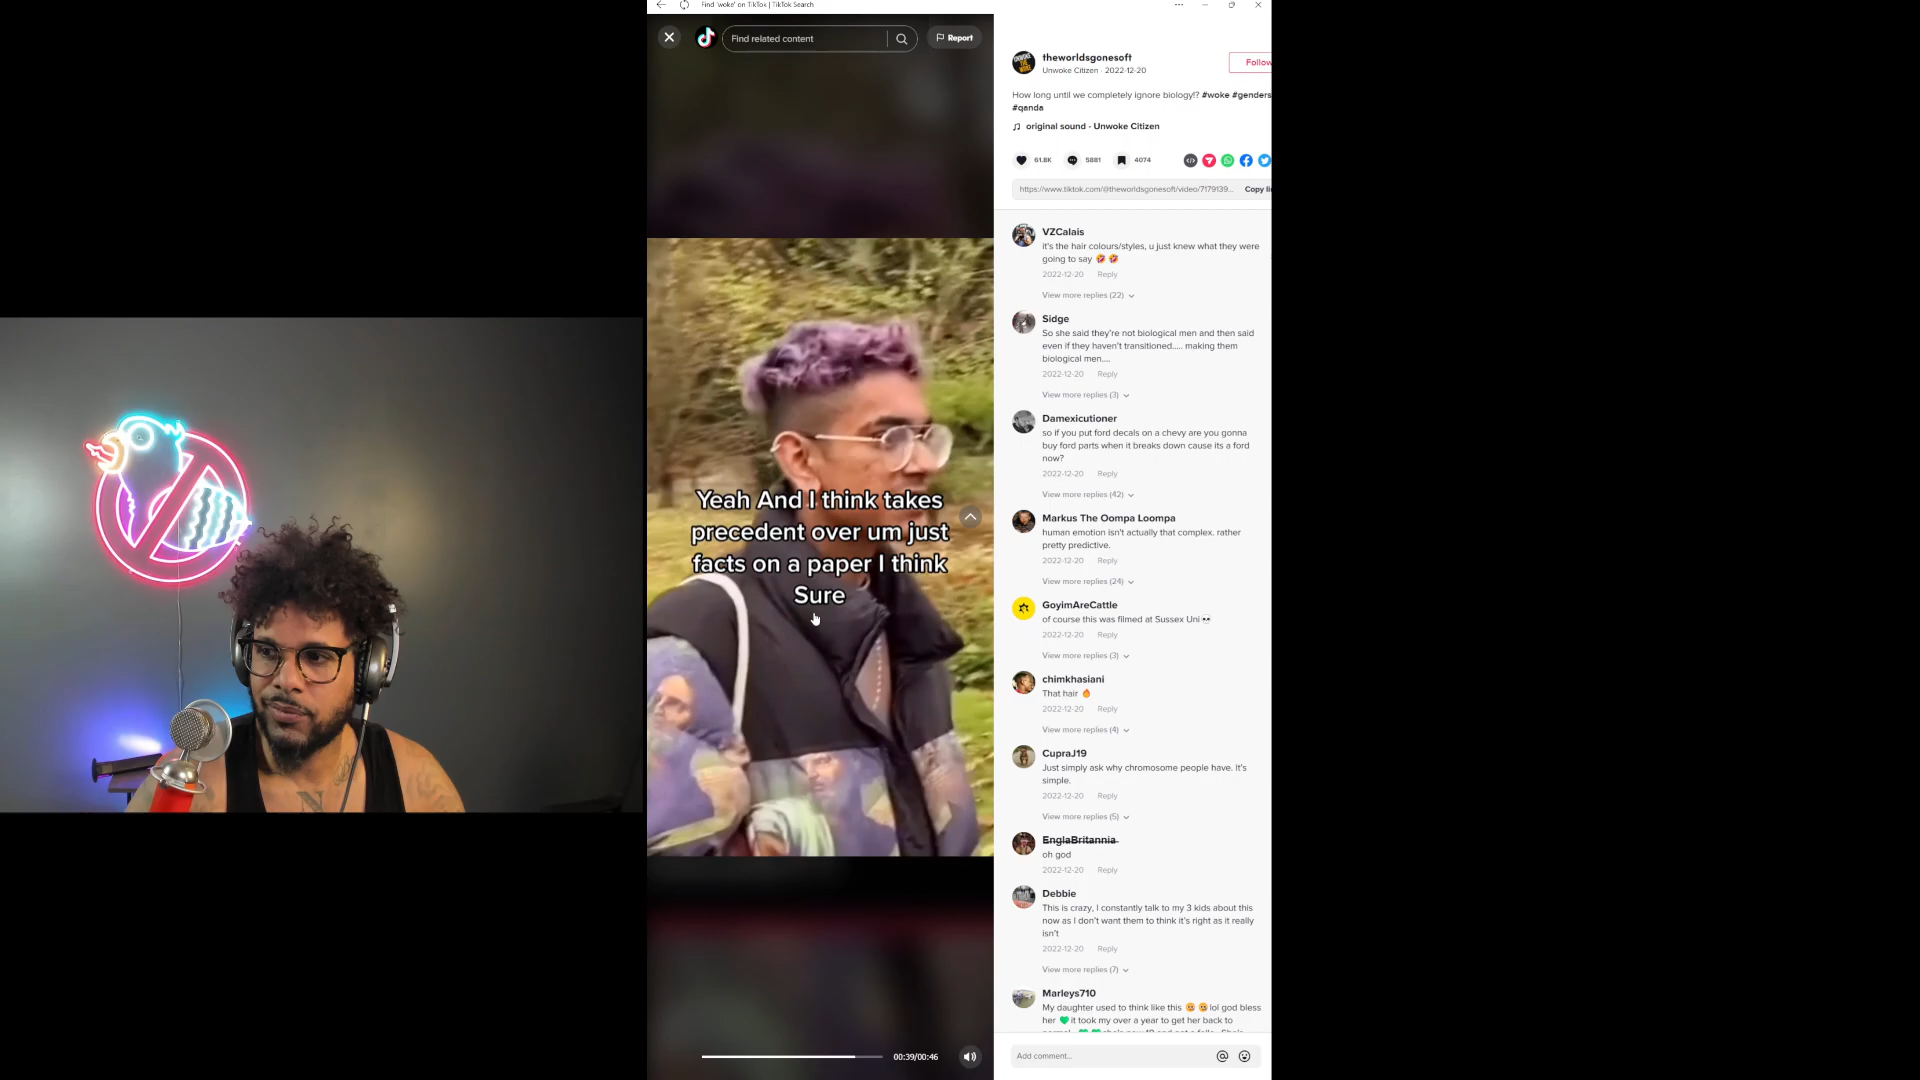 Find 'woke' on TikTok | TikTok Search
Find related content
Report
Yeah And I think takes
precedent over um just
facts on a paper I think
Sure
00:39/00:46
theworldsgonesoft
Unwoke Citizen · 2022-12-20
Follow
How long until we completely ignore biology!? #woke #genders
#qanda
original sound - Unwoke Citizen
61.8K
5881
4074
https://www.tiktok.com/@theworldsgonesoft/video/7179139...
Copy li
VZCalais
it's the hair colours/styles, u just knew what they were
going to say 🤣 🤣
2022-12-20 Reply
View more replies (22)
Sidge
So she said they're not biological men and then said
even if they haven't transitioned..... making them
biological men....
2022-12-20 Reply
View more replies (3)
Damexicutioner
so if you put ford decals on a chevy are you gonna
buy ford parts when it breaks down cause its a ford
now?
2022-12-20 Reply
View more replies (42)
Markus The Oompa Loompa
human emotion isn't actually that complex. rather
pretty predictive.
2022-12-20 Reply
View more replies (24)
GoyimAreCattle
of course this was filmed at Sussex Uni💀
2022-12-20 Reply
View more replies (3)
chimkhasiani
That hair 🔥
2022-12-20 Reply
View more replies (4)
CupraJ19
Just simply ask why chromosome people have. It's
simple.
2022-12-20 Reply
View more replies (5)
EnglaBritannia
oh god
2022-12-20 Reply
Debbie
This is crazy, I constantly talk to my 3 kids about this
now as I don't want them to think it's right as it really
isn't
2022-12-20 Reply
View more replies (7)
Marleys710
My daughter used to think like this lol god bless
her 💚it took my over a year to get her back to
Add comment...